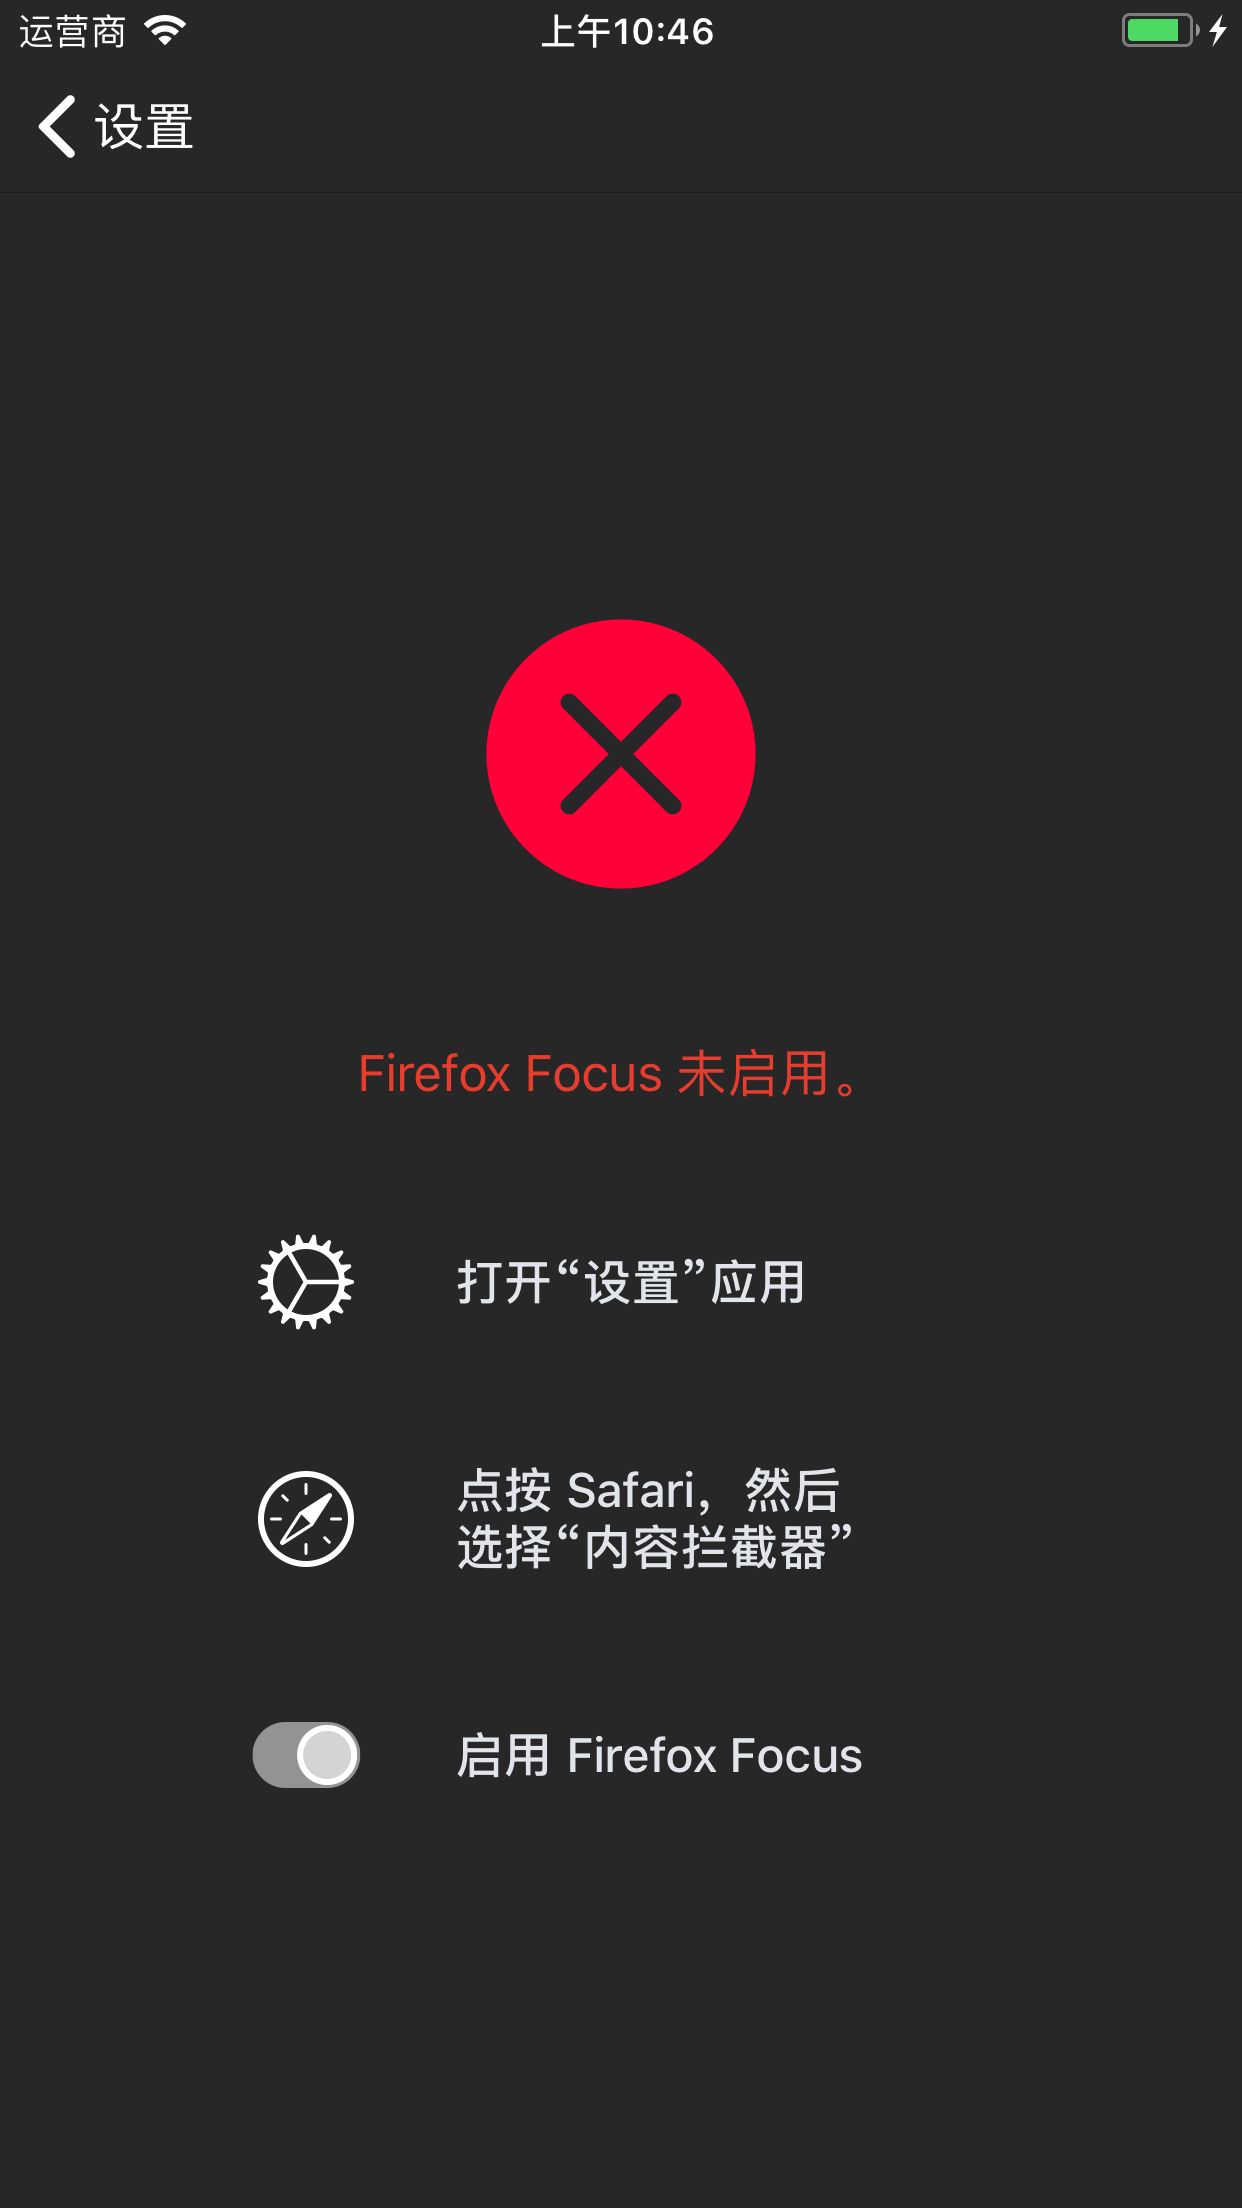 运营商
上午10:46
设置
Firefox Focus 未启用。
打开“设置”应用
点按 Safari，然后
选择“内容拦截器”
启用 Firefox Focus